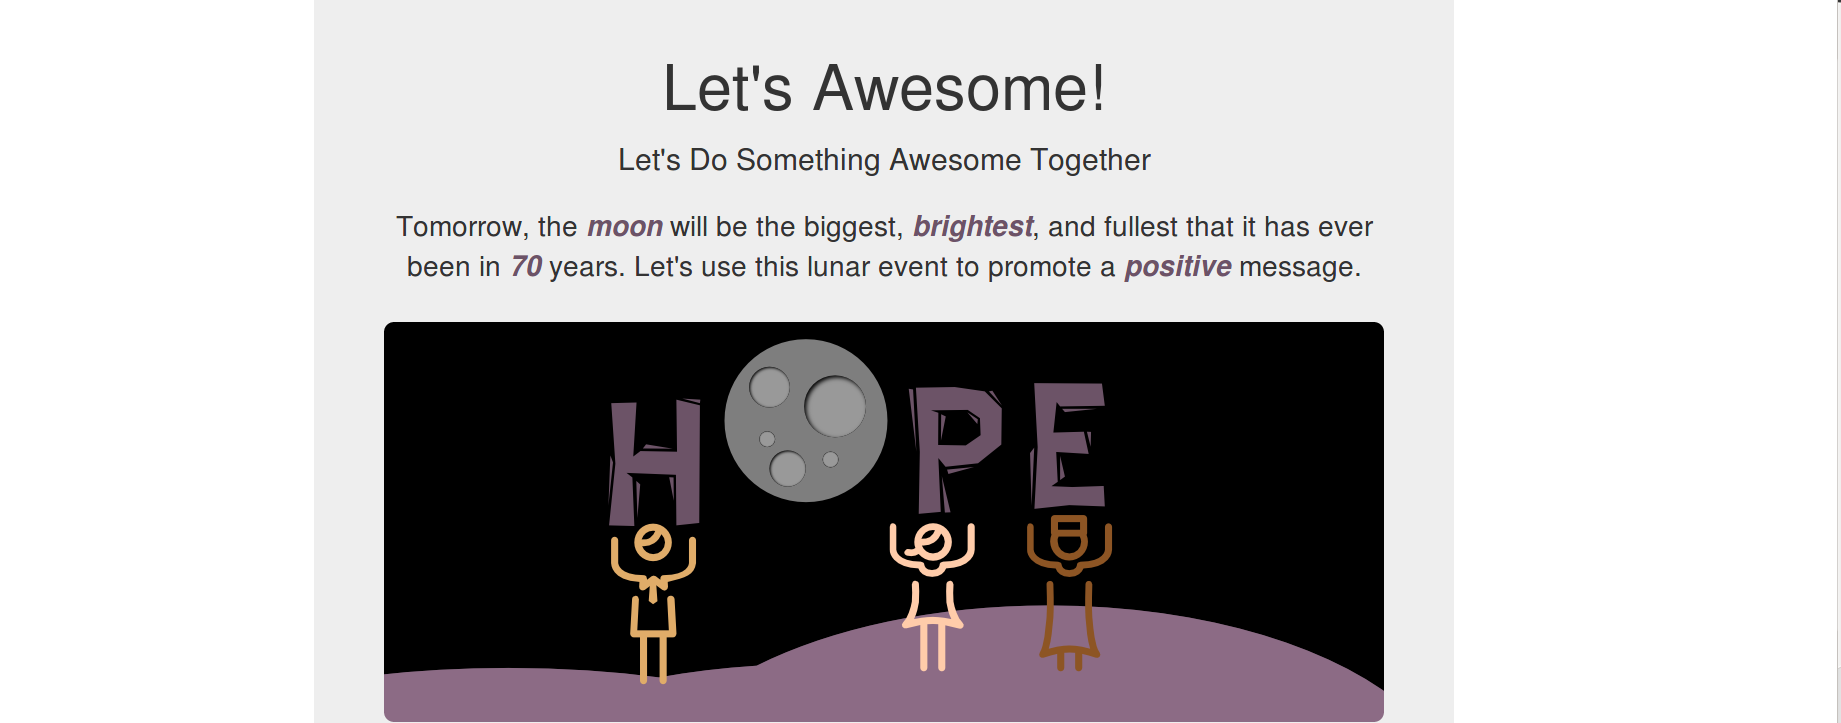 Let's Awesome!
Let's Do Something Awesome Together
Tomorrow, the moon will be the biggest, brightest, and fullest that it has ever
been in 70 years. Let's use this lunar event to promote a positive message.
H PE